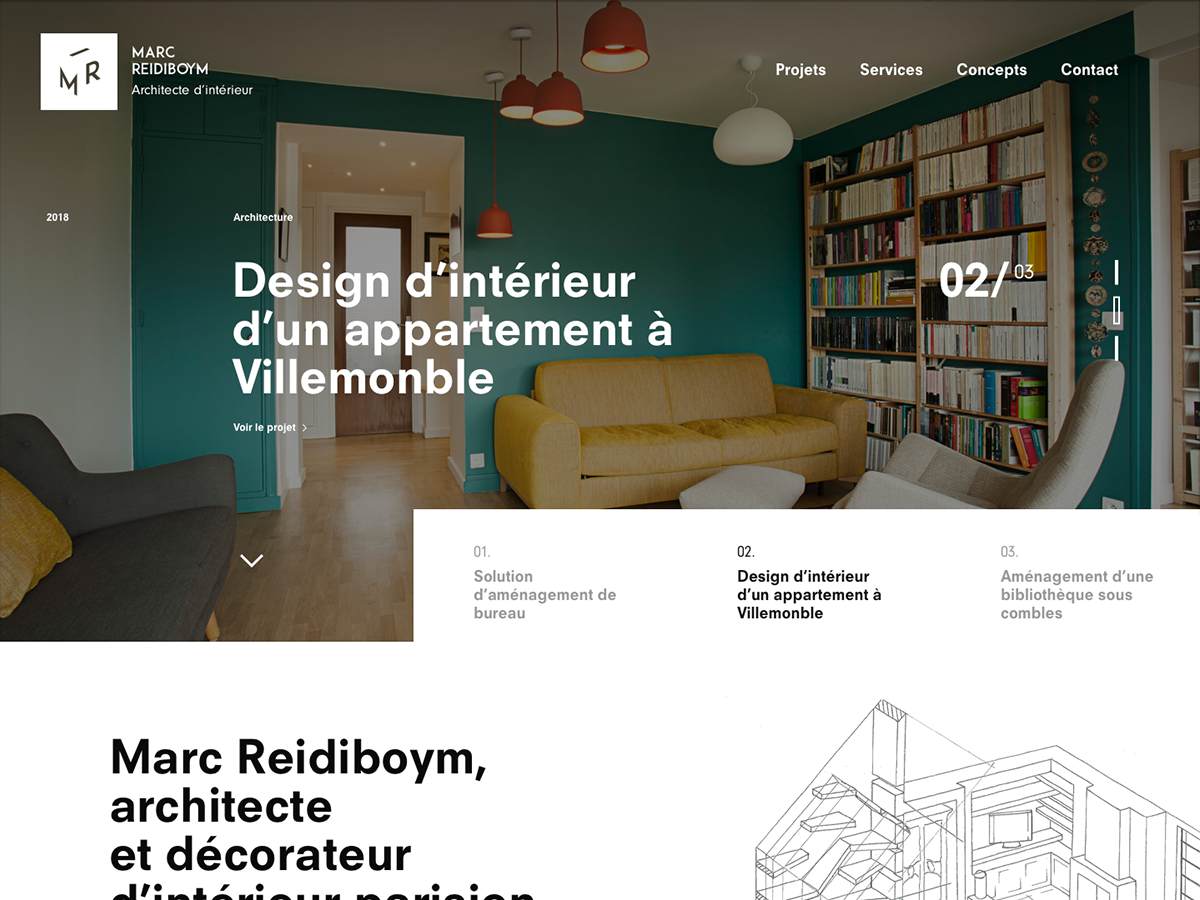 MR
MARC
REIDIBOYM
Architecte d’intérieur
Projets Services Concepts Contact
2018
Architecture
Design d’intérieur
d’un appartement à
Villemonble
02/03
Voir le projet
01.
Solution
d’aménagement de
bureau
02.
Design d’intérieur
d’un appartement à
Villemonble
03.
Aménagement d’une
bibliothèque sous
combles
Marc Reidiboym,
architecte
et décorateur
d’intérieur parisien